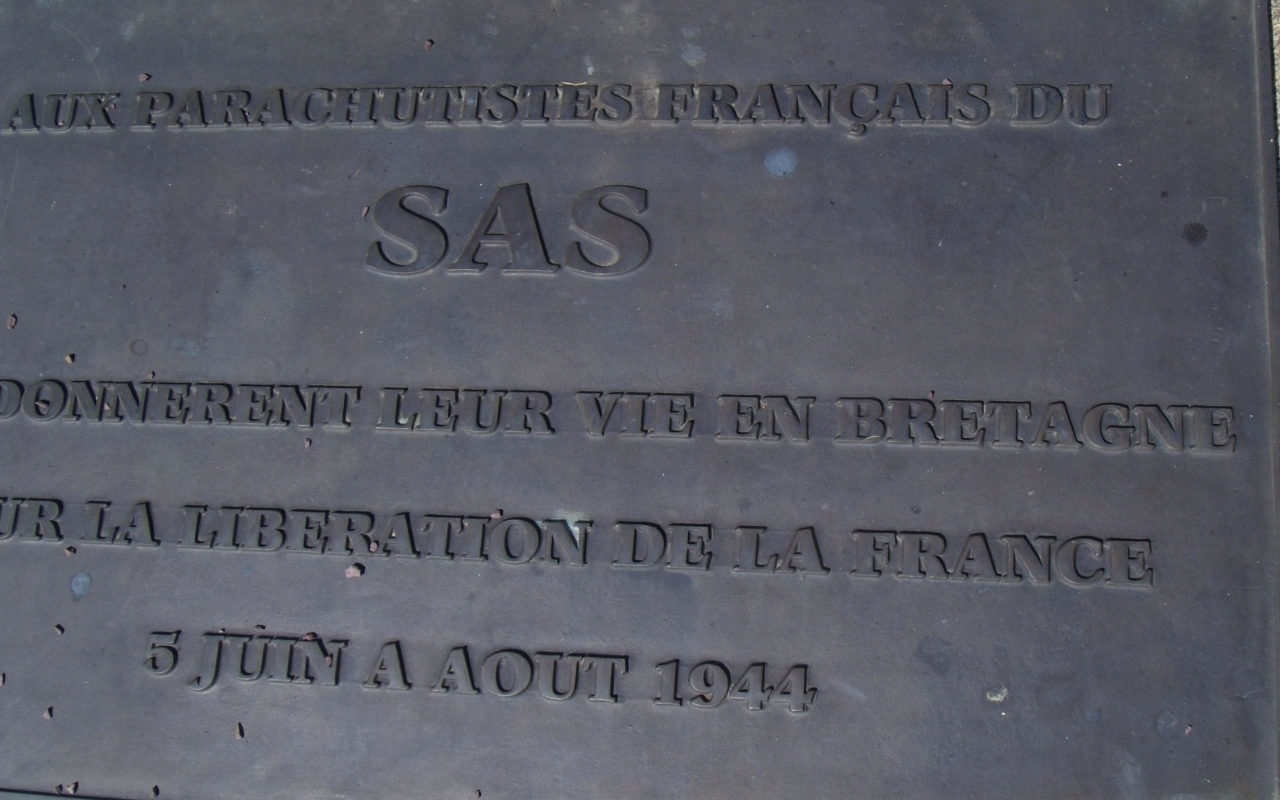 AUX PARACHUTISTES FRANÇAIS DU
SAS
DONNERENT LEUR VIE EN BRETAGNE
UR LA LIBERATION DE LA FRANCE
5 JUIN A AOUT 1944